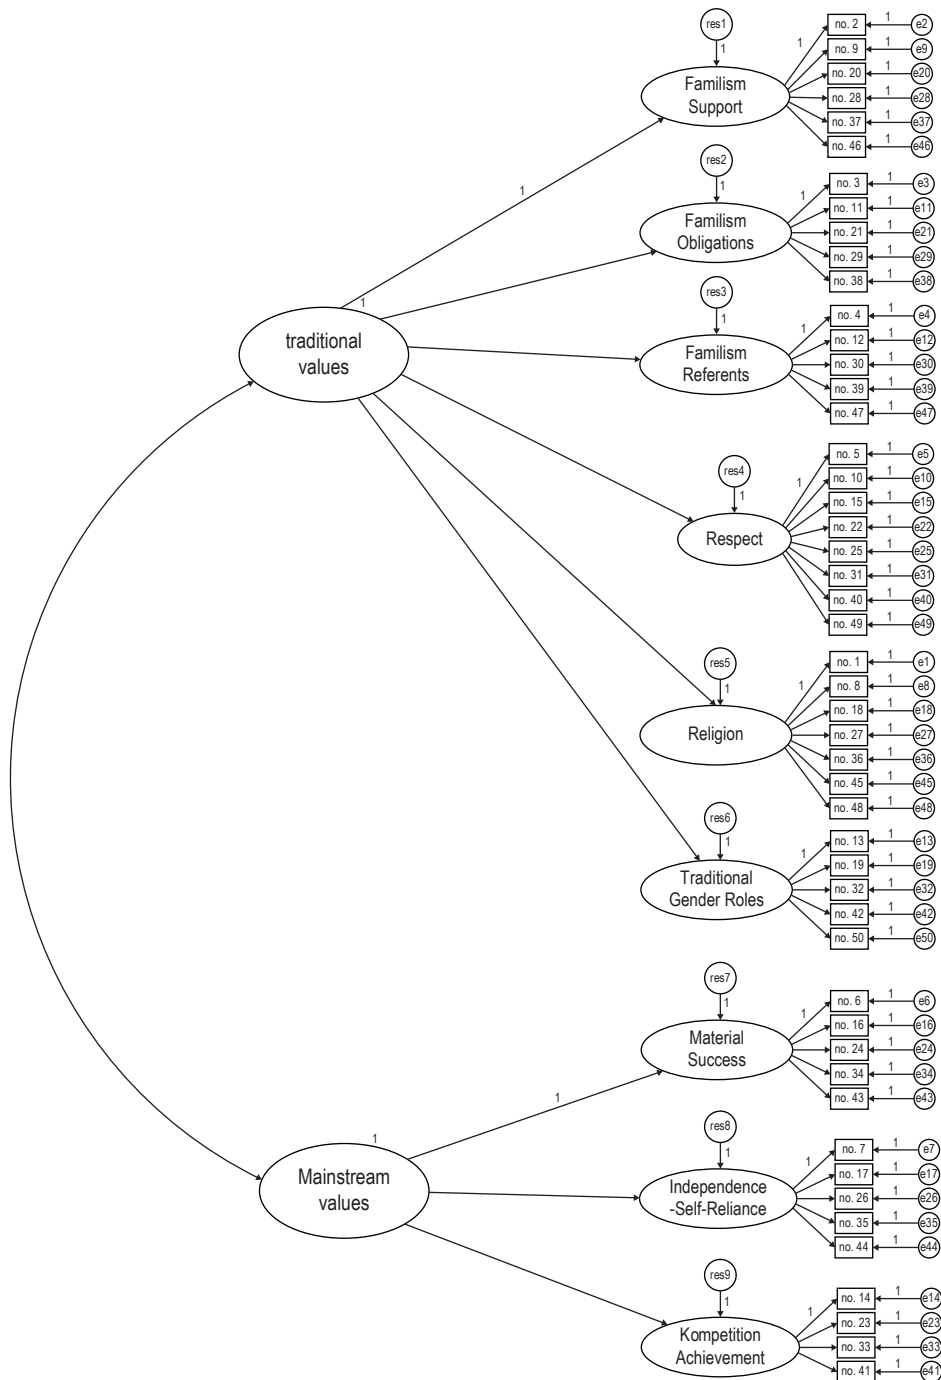 res1
1
Familism
Support
1
no. 2
1
e2
no. 9
1
e9
no. 20
1
e20
no. 28
1
e28
no. 37
1
e37
no. 46
1
e46
1
res2
1
Familism
Obligations
1
no. 3
1
e3
no. 11
1
e11
no. 21
1
e21
no. 29
1
e29
no. 38
1
e38
res3
1
Familism
Referents
1
no. 4
1
e4
no. 12
1
e12
no. 30
1
e30
no. 39
1
e39
no. 47
1
e47
1
traditional
values
res4
1
Respect
1
no. 5
1
e5
no. 10
1
e10
no. 15
1
e15
no. 22
1
e22
no. 25
1
e25
no. 31
1
e31
no. 40
1
e40
no. 49
1
e49
res5
1
Religion
1
no. 1
1
e1
no. 8
1
e8
no. 18
1
e18
no. 27
1
e27
no. 36
1
e36
no. 45
1
e45
no. 48
1
e48
res6
1
Traditional
Gender Roles
1
no. 13
1
e13
no. 19
1
e19
no. 32
1
e32
no. 42
1
e42
no. 50
1
e50
res7
1
Material
Success
1
no. 6
1
e6
no. 16
1
e16
no. 24
1
e24
no. 34
1
e34
no. 43
1
e43
1
1
Mainstream
values
res8
1
Independence
-Self-Reliance
1
no. 7
1
e7
no. 17
1
e17
no. 26
1
e26
no. 35
1
e35
no. 44
1
e44
res9
1
Kompetition
Achievement
1
no. 14
1
e14
no. 23
1
e23
no. 33
1
e33
no. 41
1
e41